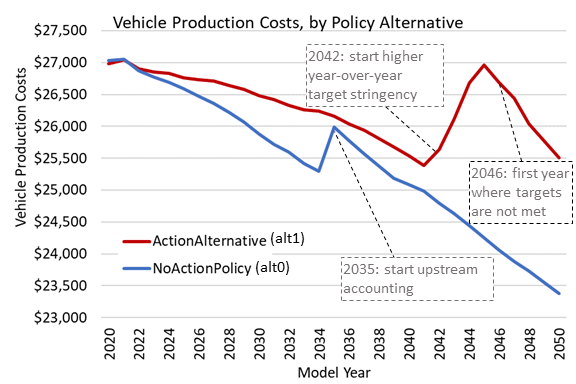 Vehicle Production Costs, by Policy Alternative
$27,500
$27,000
$26,500
$26,000
$25,500
$25,000
$24,500
$24,000
$23,500
$23,000
Vehicle Production Costs
2042: start higher
year-over-year
target stringency
2046: first year
where targets
are not met
2035: start upstream
accounting
ActionAlternative (alt1)
NoActionPolicy (alt0)
2020
2022
2024
2026
2028
2030
2032
2034
2036
2038
2040
2042
2044
2046
2048
2050
Model Year